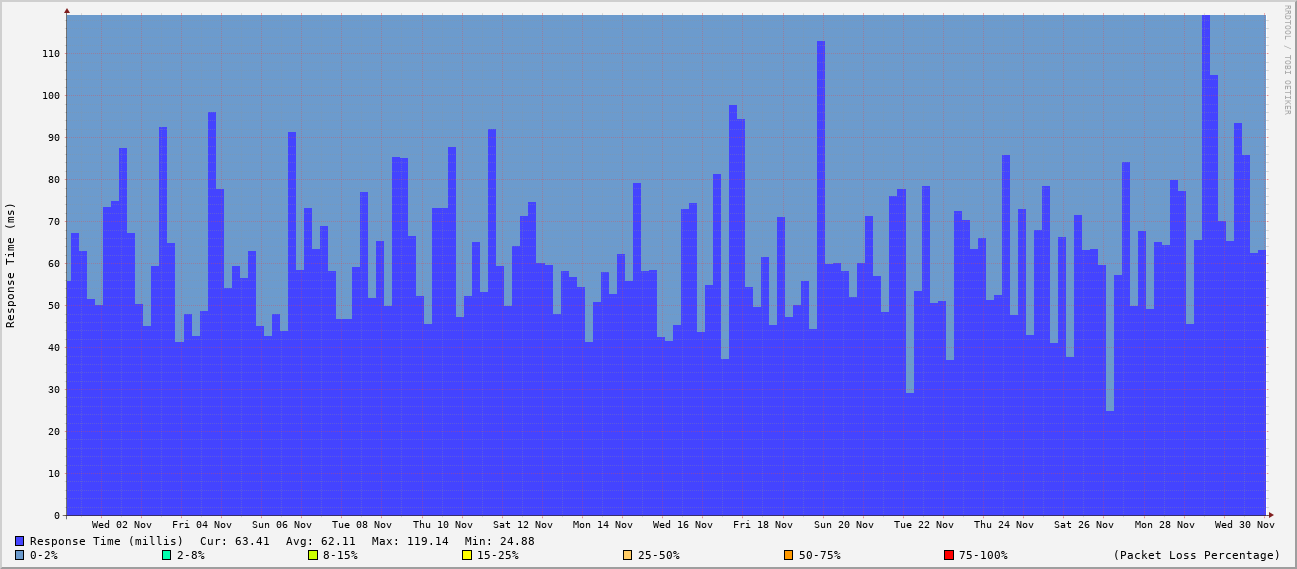 RRDTOOL / TOBI OETIKER
Response Time (ms)
110
100
90
80
70
60
50
40
30
20
10
0
Wed 02 Nov Fri 04 Nov Sun 06 Nov Tue 08 Nov Thu 10 Nov Sat 12 Nov Mon 14 Nov Wed 16 Nov Fri 18 Nov Sun 20 Nov Tue 22 Nov Thu 24 Nov Sat 26 Nov Mon 28 Nov Wed 30 Nov
Response Time (millis) Cur: 63.41 Avg: 62.11 Max: 119.14 Min: 24.88
0-2% 2-8% 8-15% 15-25% 25-50% 50-75% 75-100% (Packet Loss Percentage)